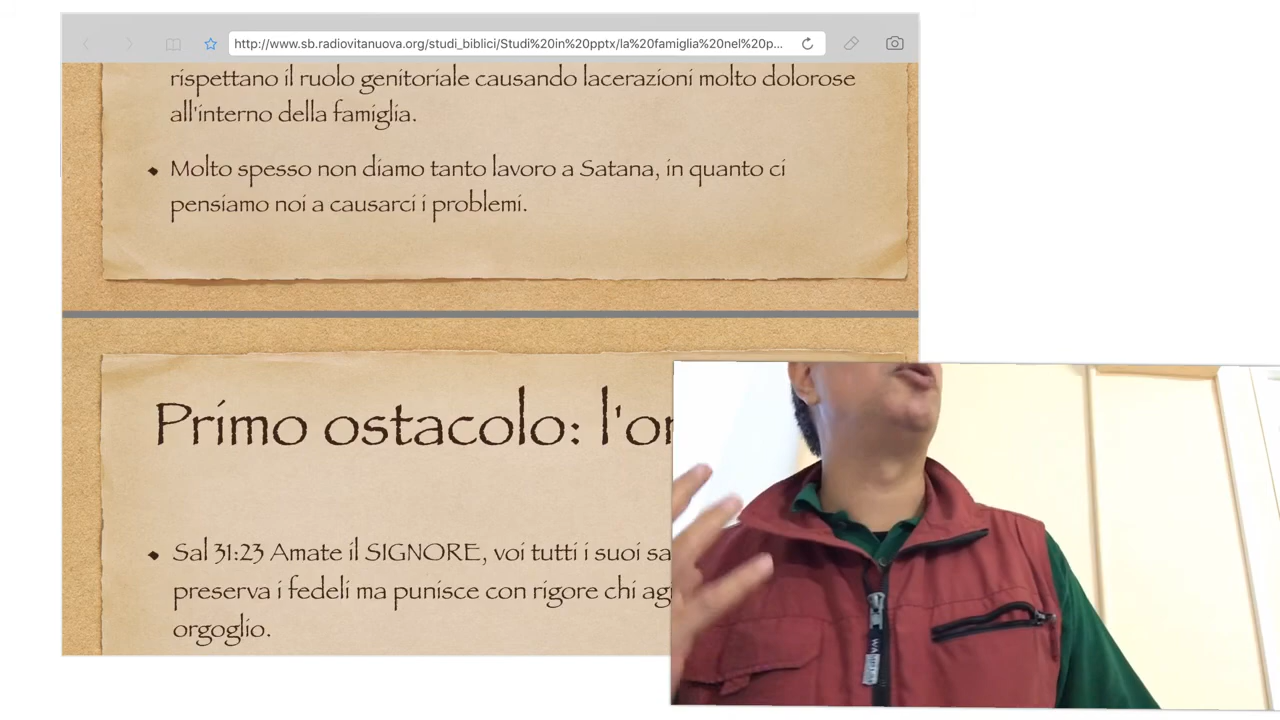 http://www.sb.radiovitanuova.org/studi_biblici/Studi%20in%20pptx/la%20famiglia%20nel%20p...
rispettano il ruolo genitoriale causando lacerazioni molto dolorose
all'interno della famiglia.
Molto spesso non diamo tanto lavoro a Satana, in quanto ci
pensiamo noi a causarci i problemi.
Primo ostacolo:
Sal 31:23 Amate il SIGNORE, voi tutti i suoi
preserva i fedeli ma punisce con rigore chi
orgoglio.